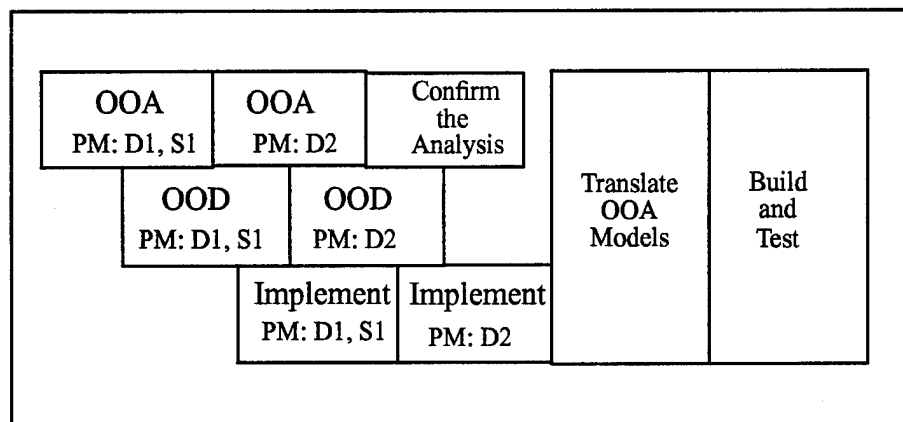 OOA
PM: D1, S1
OOA
PM: D2
Confirm
the
Analysis
OOD
PM: D1, S1
OOD
PM: D2
Implement
PM: D1, S1
Implement
PM: D2
Translate
OOA
Models
Build
and
Test